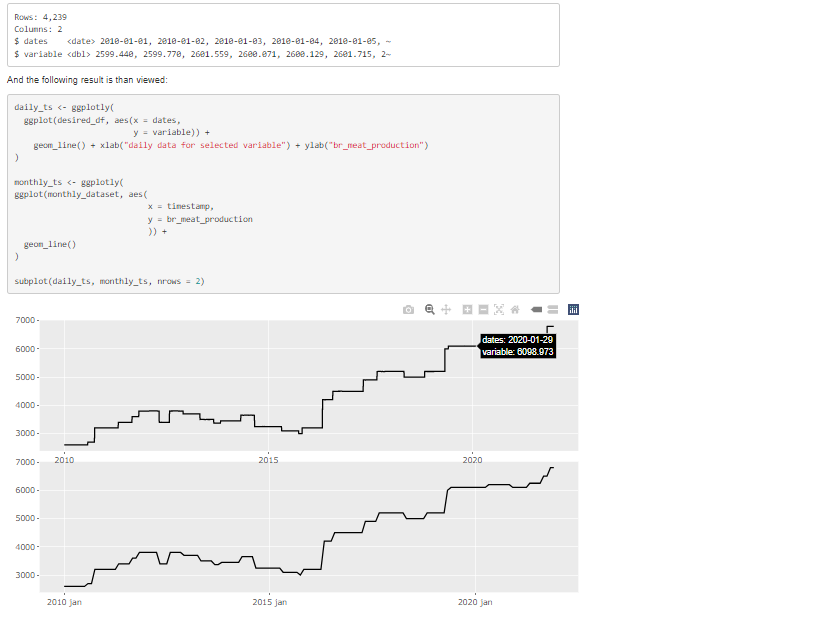 Rows: 4,239
Columns: 2
$ dates    <date> 2010-01-01, 2010-01-02, 2010-01-03, 2010-01-04, 2010-01-05, ~
$ variable <dbl> 2599.440, 2599.770, 2601.559, 2600.071, 2600.129, 2601.715, 2~
And the following result is than viewed:
daily_ts <- ggplotly(
  ggplot(desired_df, aes(x = dates,
                         y = variable)) +
    geom_line() + xlab("daily data for selected variable") + ylab("br_meat_production")
)
monthly_ts <- ggplotly(
ggplot(monthly_dataset, aes(
                            x = timestamp,
                            y = br_meat_production
                            )) +
  geom_line()
)
subplot(daily_ts, monthly_ts, nrows = 2)
7000
6000
5000
4000
3000
dates: 2020-01-29
variable: 6098.973
2010 2015 2020
7000
6000
5000
4000
3000
2010 jan 2015 jan 2020 jan